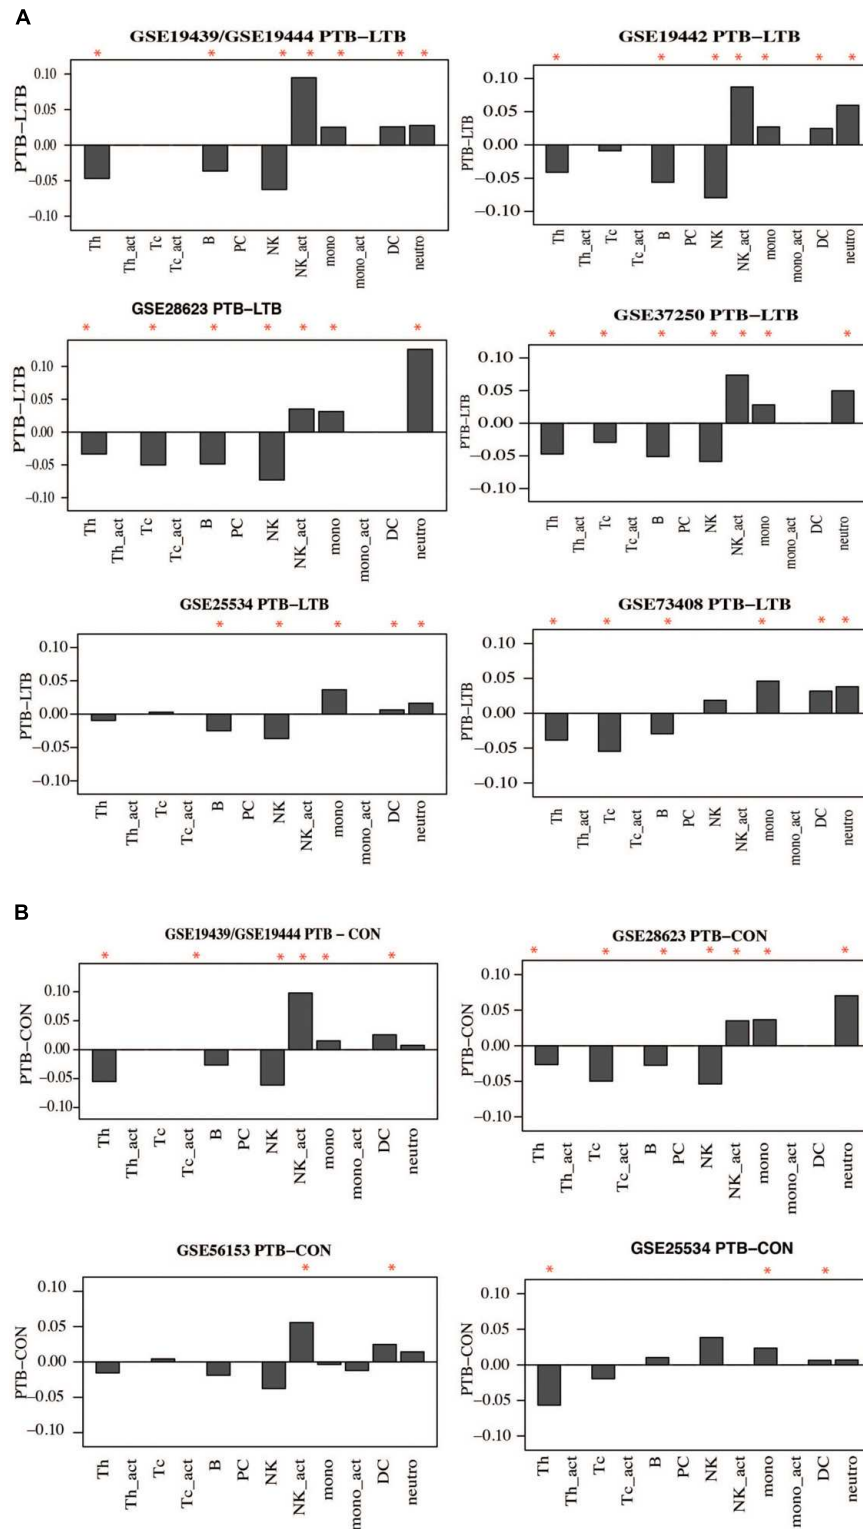 A
GSE19439/GSE19444 PTB−LTB
* * * * * * *
PTB−LTB
0.10
0.05
0.00
−0.05
−0.10
Th Th_act Tc Tc_act B PC NK NK_act mono mono_act DC neutro
GSE19442 PTB−LTB
* * * * * * *
PTB−LTB
0.10
0.05
0.00
−0.05
−0.10
Th Th_act Tc Tc_act B PC NK NK_act mono mono_act DC neutro
GSE28623 PTB−LTB
* * * * * * *
PTB−LTB
0.10
0.05
0.00
−0.05
−0.10
Th Th_act Tc Tc_act B PC NK NK_act mono mono_act DC neutro
GSE37250 PTB−LTB
* * * * * * *
PTB−LTB
0.10
0.05
0.00
−0.05
−0.10
Th Th_act Tc Tc_act B PC NK NK_act mono mono_act DC neutro
GSE25534 PTB−LTB
* * * * *
PTB−LTB
0.10
0.05
0.00
−0.05
−0.10
Th Th_act Tc Tc_act B PC NK NK_act mono mono_act DC neutro
GSE73408 PTB−LTB
* * * * * *
PTB−LTB
0.10
0.05
0.00
−0.05
−0.10
Th Th_act Tc Tc_act B PC NK NK_act mono mono_act DC neutro
B
GSE19439/GSE19444 PTB − CON
* * * * * *
PTB−CON
0.10
0.05
0.00
−0.05
−0.10
Th Th_act Tc Tc_act B PC NK NK_act mono mono_act DC neutro
GSE28623 PTB−CON
* * * * * * *
PTB−CON
0.10
0.05
0.00
−0.05
−0.10
Th Th_act Tc Tc_act B PC NK NK_act mono mono_act DC neutro
GSE56153 PTB−CON
* *
PTB−CON
0.10
0.05
0.00
−0.05
−0.10
Th Th_act Tc Tc_act B PC NK NK_act mono mono_act DC neutro
GSE25534 PTB−CON
* * *
PTB−CON
0.10
0.05
0.00
−0.05
−0.10
Th Th_act Tc Tc_act B PC NK NK_act mono mono_act DC neutro